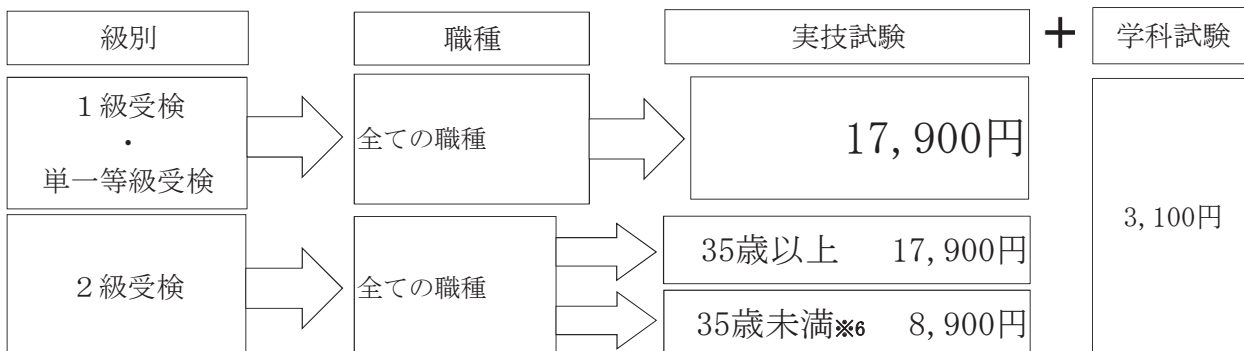 級別
職種
実技試験
+
学科試験
1級受検
・
単一等級受検
全ての職種
17,900円
3,100円
2級受検
全ての職種
35歳以上 17,900円
35歳未満※6 8,900円